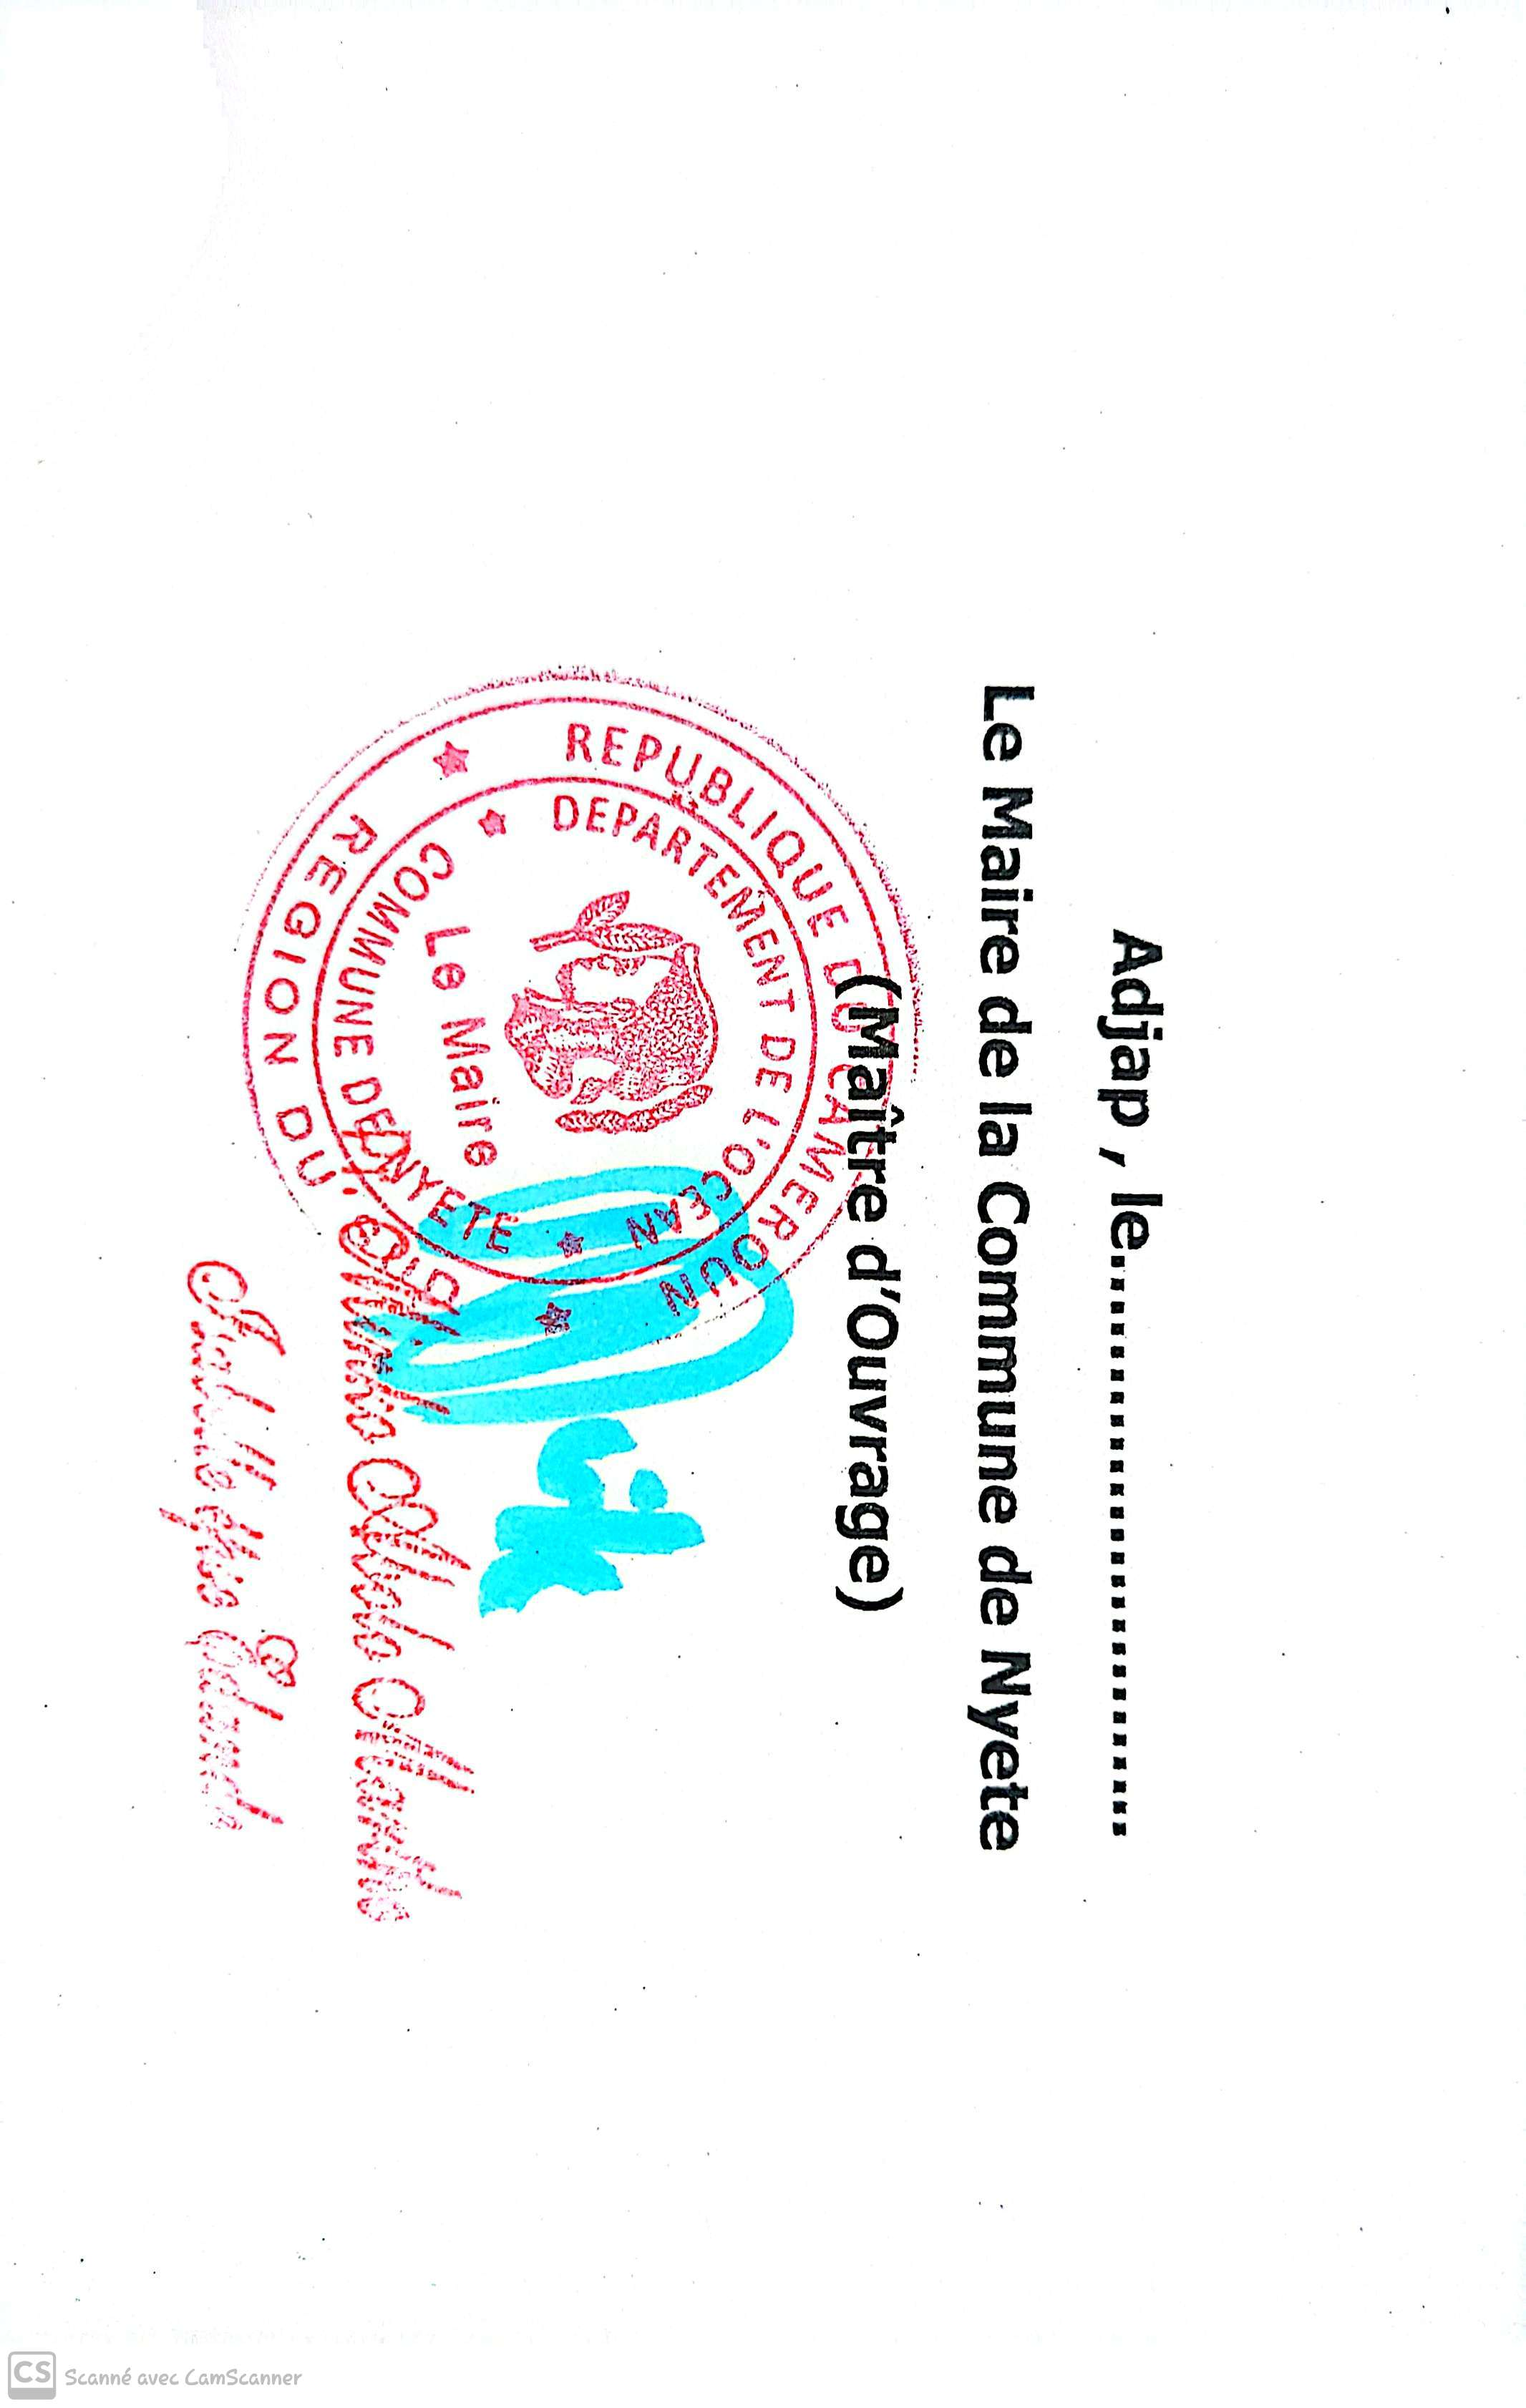 Adjap , le..............................
Le Maire de la Commune de Nyete
(Maître d'Ouvrage)
REPUBLIQUE DU CAMEROUN
DEPARTEMENT DE L'OCEAN
Le Maire
COMMUNE DE NYETE
REGION DU SUD
CS Scanné avec CamScanner